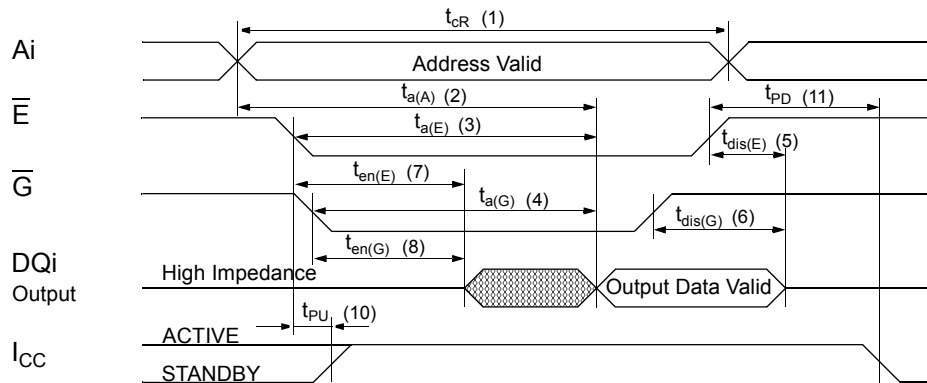 t_cR (1)
Ai
Address Valid
t_a(A) (2)
t_PD (11)
E̅
t_a(E) (3)
t_dis(E) (5)
t_en(E) (7)
G̅
t_a(G) (4)
t_dis(G) (6)
t_en(G) (8)
DQi
Output
High Impedance
Output Data Valid
t_PU (10)
ACTIVE
I_CC
STANDBY